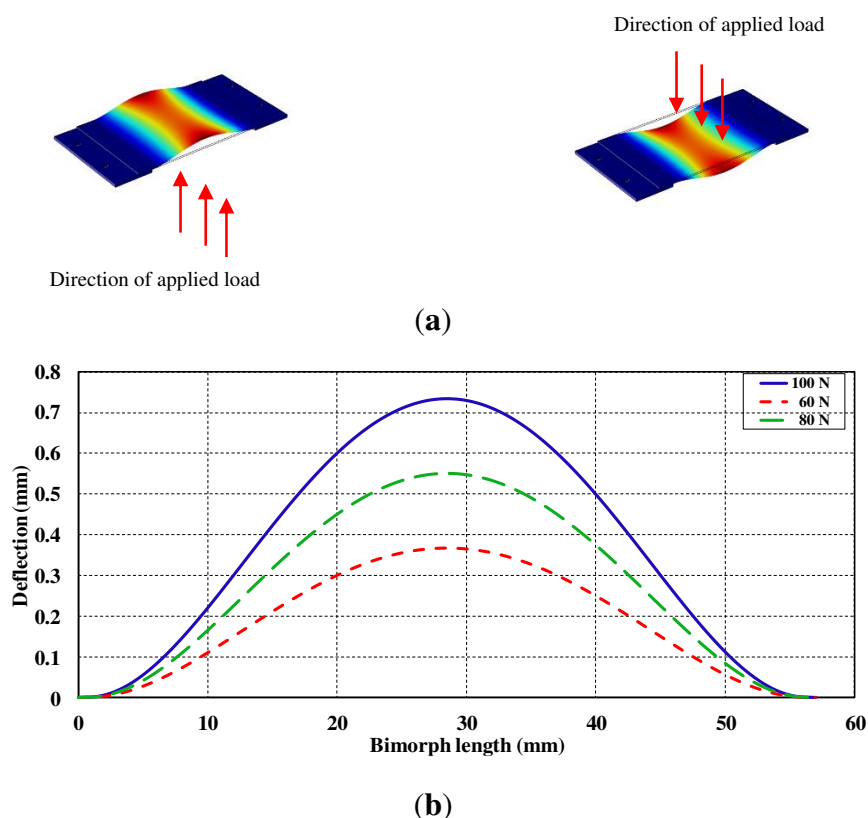 Direction of applied load
Direction of applied load
(a)
0.8
0.7
0.6
0.5
0.4
0.3
0.2
0.1
0
Deflection (mm)
100 N
60 N
80 N
0 10 20 30 40 50 60
Bimorph length (mm)
(b)